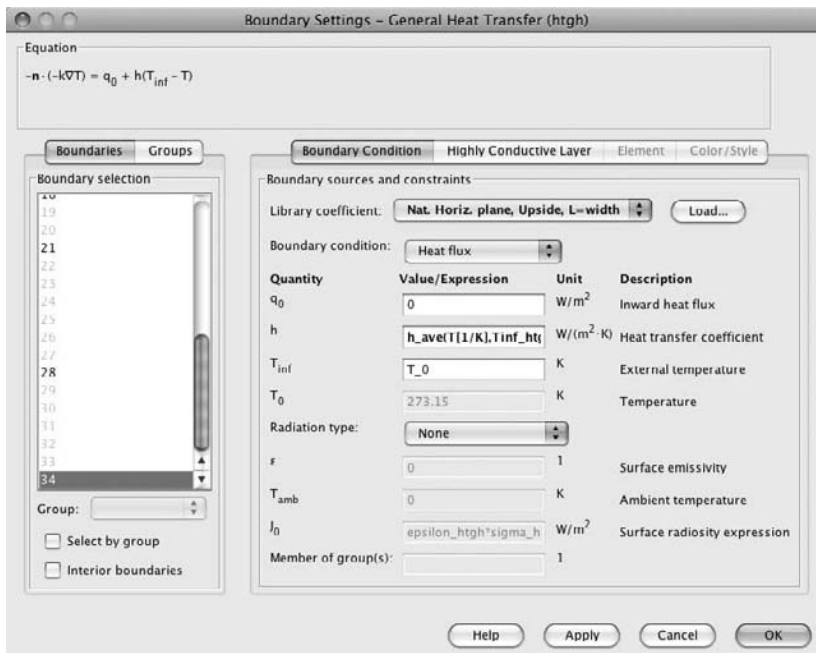 Boundary Settings – General Heat Transfer (htgh)
Equation
-n·(-k∇T) = q0 + h(Tinf - T)
Boundaries Groups
Boundary selection
19
20
21
22
23
24
25
26
27
28
29
30
31
32
33
34
Group:
Select by group
Interior boundaries
Boundary Condition Highly Conductive Layer Element Color/Style
Boundary sources and constraints
Library coefficient: Nat. Horiz. plane, Upside, L=width Load...
Boundary condition: Heat flux
Quantity Value/Expression Unit Description
q0 0 W/m2 Inward heat flux
h h_ave(T[1/K],Tinf_htg W/(m2·K) Heat transfer coefficient
Tinf T_0 K External temperature
T0 273.15 K Temperature
Radiation type: None
ε 0 1 Surface emissivity
Tamb 0 K Ambient temperature
J0 epsilon_htgh*sigma_h W/m2 Surface radiosity expression
Member of group(s): 1
Help Apply Cancel OK